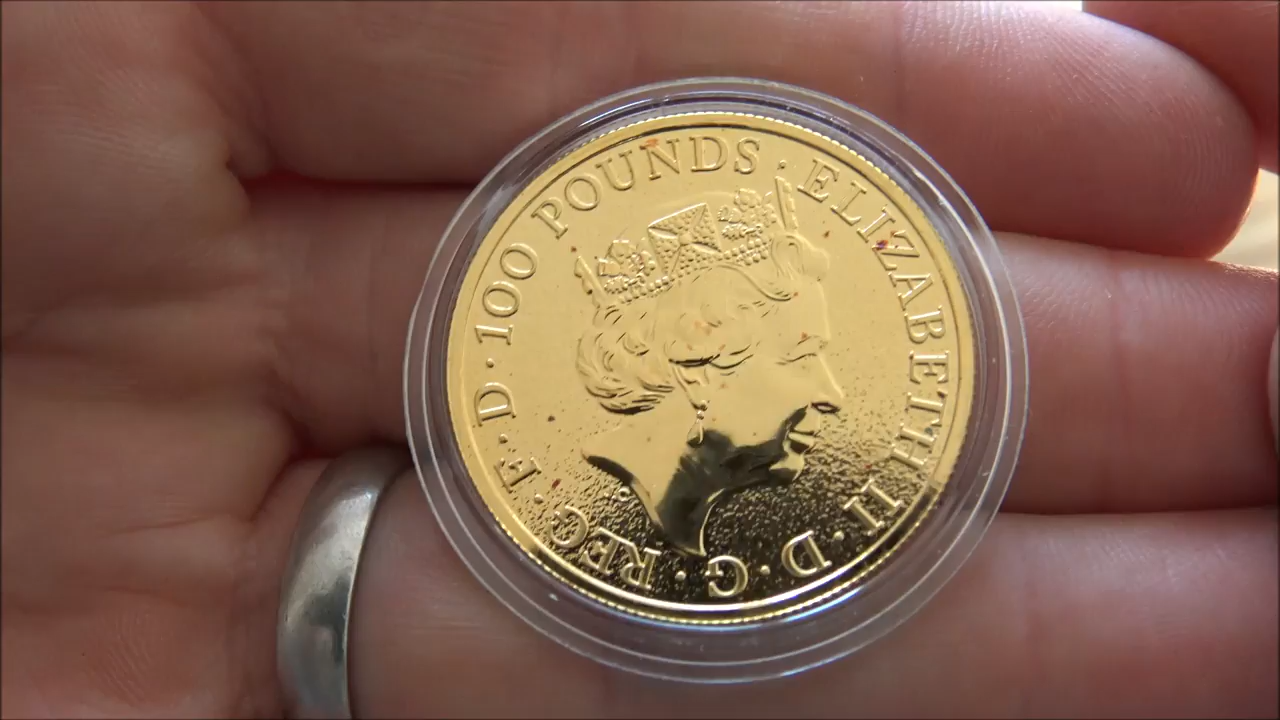 ELIZABETH II · D · G · REG · F · D · 100 POUNDS ·